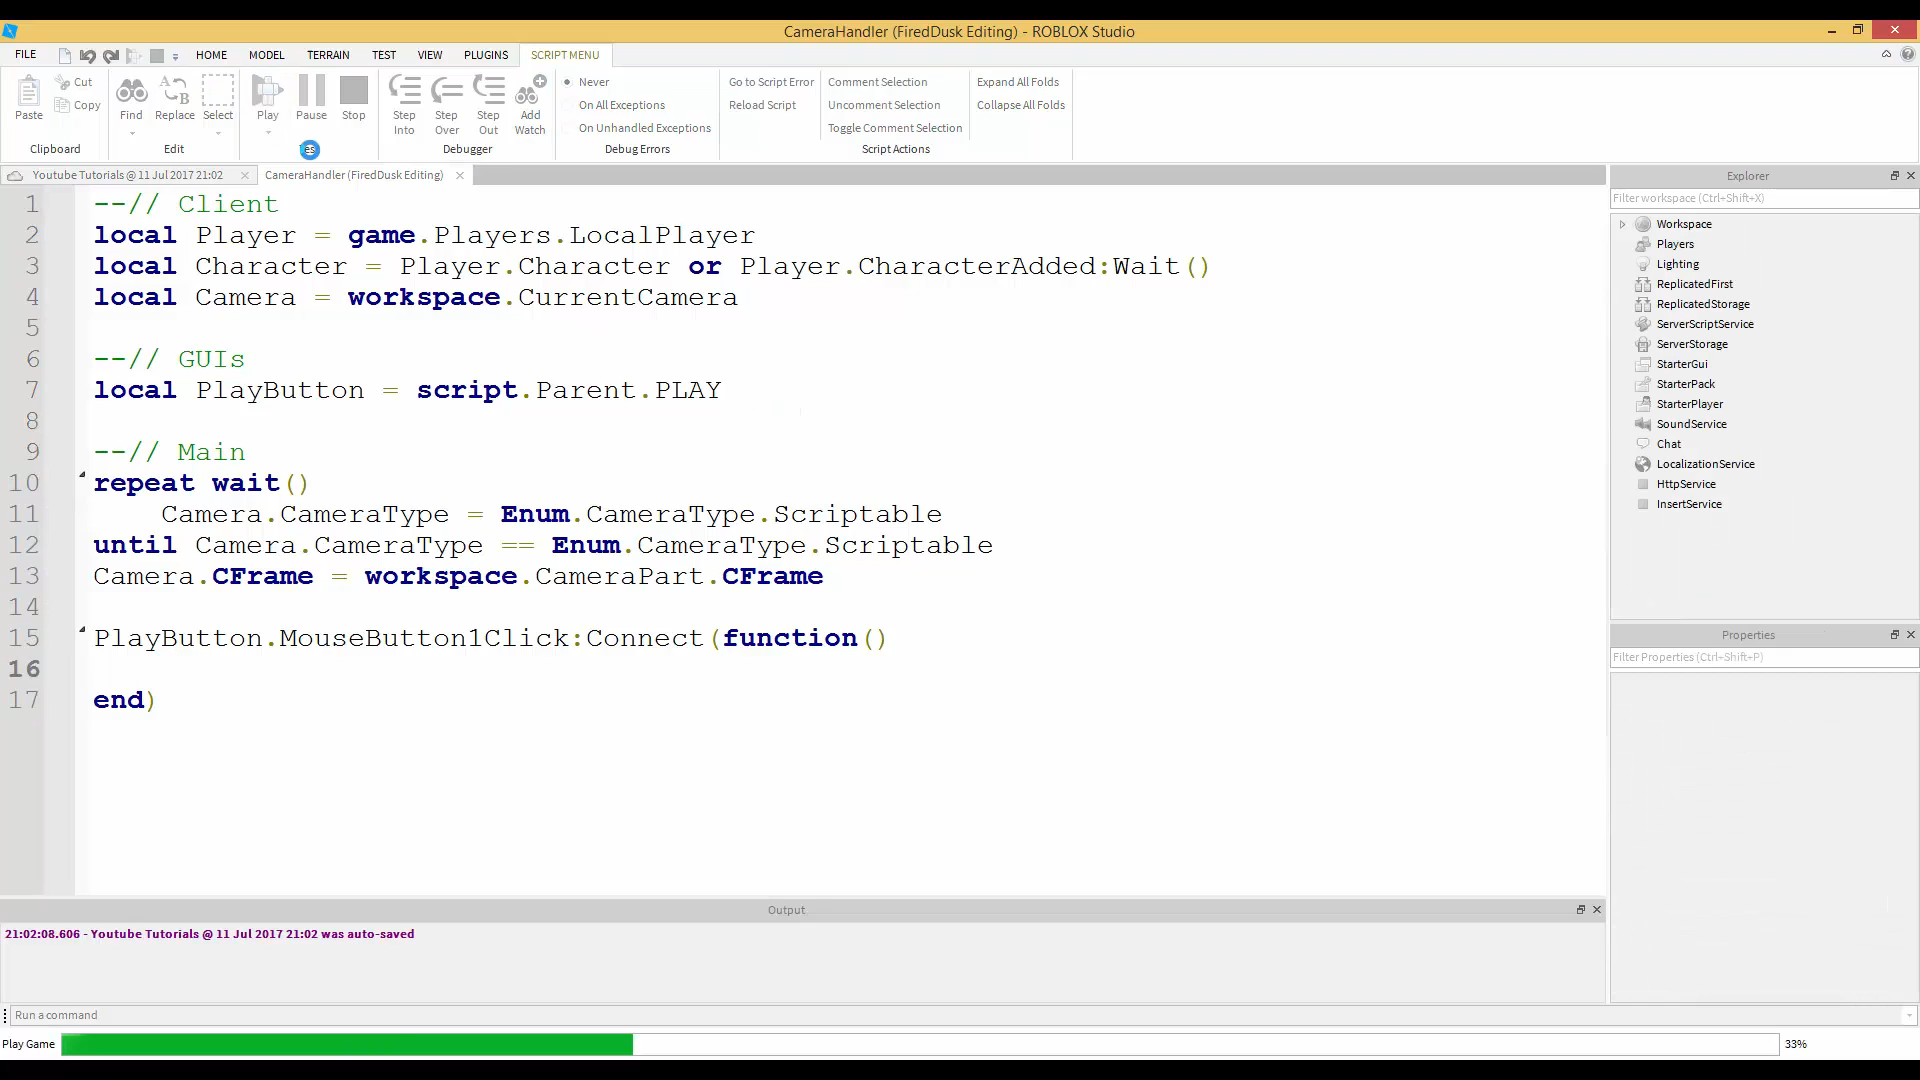 CameraHandler (FiredDusk Editing) - ROBLOX Studio
FILE HOME MODEL TERRAIN TEST VIEW PLUGINS SCRIPT MENU
Paste Cut Copy
Clipboard
Find Replace Select
Edit
Play Pause Stop
Step Into Step Over Step Out Add Watch
Debugger
Never
On All Exceptions
On Unhandled Exceptions
Debug Errors
Go to Script Error
Reload Script
Comment Selection
Uncomment Selection
Toggle Comment Selection
Script Actions
Expand All Folds
Collapse All Folds
Youtube Tutorials @ 11 Jul 2017 21:02 CameraHandler (FiredDusk Editing)
1 --// Client
2 local Player = game.Players.LocalPlayer
3 local Character = Player.Character or Player.CharacterAdded:Wait()
4 local Camera = workspace.CurrentCamera
5
6 --// GUIs
7 local PlayButton = script.Parent.PLAY
8
9 --// Main
10 repeat wait()
11 Camera.CameraType = Enum.CameraType.Scriptable
12 until Camera.CameraType == Enum.CameraType.Scriptable
13 Camera.CFrame = workspace.CameraPart.CFrame
14
15 PlayButton.MouseButton1Click:Connect(function()
16
17 end)
Explorer
Filter workspace (Ctrl+Shift+X)
Workspace
Players
Lighting
ReplicatedFirst
ReplicatedStorage
ServerScriptService
ServerStorage
StarterGui
StarterPack
StarterPlayer
SoundService
Chat
LocalizationService
HttpService
InsertService
Properties
Filter Properties (Ctrl+Shift+P)
Output
21:02:08.606 - Youtube Tutorials @ 11 Jul 2017 21:02 was auto-saved
Run a command
Play Game 33%